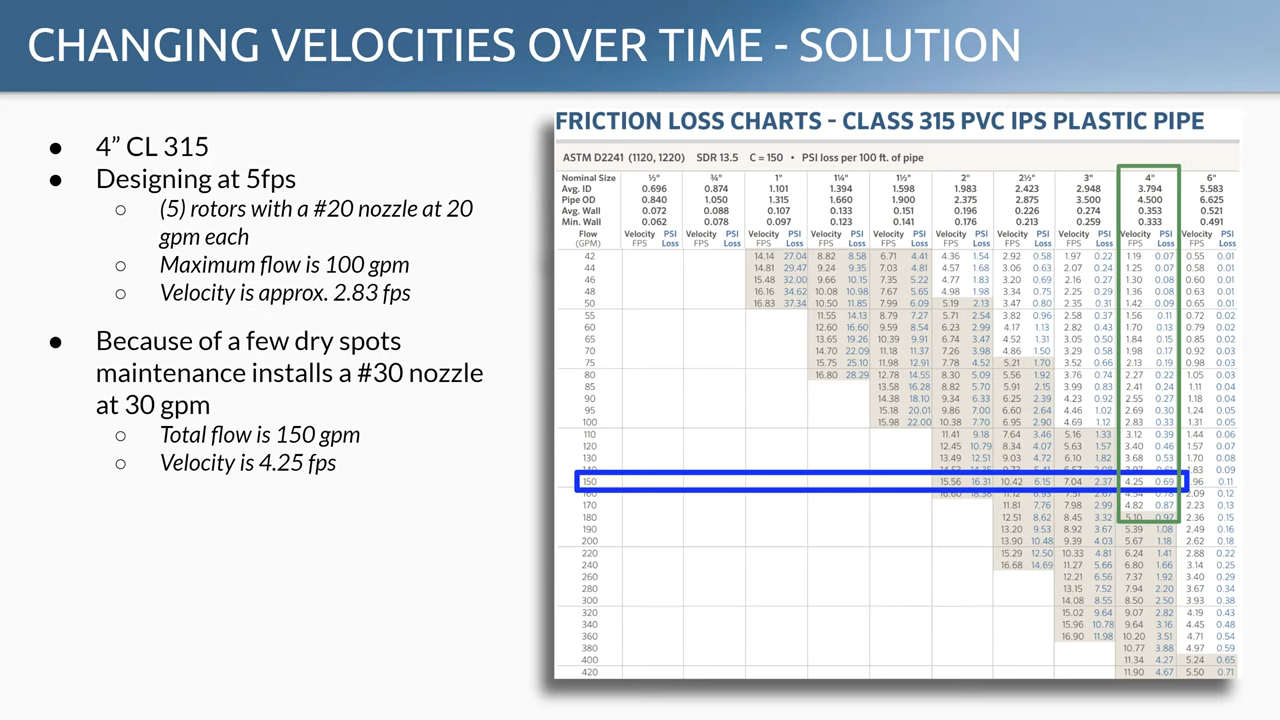 CHANGING VELOCITIES OVER TIME - SOLUTION
● 4” CL 315
● Designing at 5fps
○ (5) rotors with a #20 nozzle at 20
gpm each
○ Maximum flow is 100 gpm
○ Velocity is approx. 2.83 fps
● Because of a few dry spots
maintenance installs a #30 nozzle
at 30 gpm
○ Total flow is 150 gpm
○ Velocity is 4.25 fps
FRICTION LOSS CHARTS - CLASS 315 PVC IPS PLASTIC PIPE
ASTM D2241 (1120, 1220) SDR 13.5 C = 150 • PSI loss per 100 ft. of pipe
Nominal Size ½" ¾" 1" 1¼" 1½" 2" 2½" 3" 4" 6"
Avg. ID 0.696 0.874 1.101 1.394 1.598 1.983 2.423 2.948 3.794 5.583
Pipe OD 0.840 1.050 1.315 1.660 1.900 2.375 2.875 3.500 4.500 6.625
Avg. Wall 0.072 0.088 0.107 0.133 0.151 0.196 0.226 0.274 0.353 0.521
Min. Wall 0.062 0.078 0.097 0.123 0.141 0.176 0.213 0.259 0.333 0.491
Flow Velocity PSI Velocity PSI Velocity PSI Velocity PSI Velocity PSI Velocity PSI Velocity PSI Velocity PSI Velocity PSI Velocity PSI
(GPM) FPS Loss FPS Loss FPS Loss FPS Loss FPS Loss FPS Loss FPS Loss FPS Loss FPS Loss FPS Loss
42 14.14 27.04 8.82 8.58 6.71 4.41 4.36 1.54 2.92 0.58 1.97 0.22 1.19 0.07 0.55 0.01
44 14.81 29.47 9.24 9.35 7.03 4.81 4.57 1.68 3.06 0.63 2.07 0.24 1.25 0.07 0.58 0.01
46 15.48 32.00 9.66 10.15 7.35 5.22 4.77 1.83 3.20 0.69 2.16 0.27 1.30 0.08 0.60 0.01
48 16.16 34.62 10.08 10.98 7.67 5.65 4.98 1.98 3.34 0.75 2.25 0.29 1.36 0.08 0.63 0.01
50 16.83 37.34 10.50 11.85 7.99 6.09 5.19 2.13 3.47 0.80 2.35 0.31 1.42 0.09 0.65 0.01
55 11.55 14.13 8.79 7.27 5.71 2.54 3.82 0.96 2.58 0.37 1.56 0.11 0.72 0.02
60 12.60 16.60 9.59 8.54 6.23 2.99 4.17 1.13 2.82 0.43 1.70 0.13 0.79 0.02
65 13.65 19.26 10.39 9.91 6.74 3.47 4.52 1.31 3.05 0.50 1.84 0.15 0.85 0.02
70 14.70 22.09 11.18 11.37 7.26 3.98 4.86 1.50 3.29 0.58 1.98 0.17 0.92 0.03
75 15.75 25.10 11.98 12.91 7.78 4.52 5.21 1.70 3.52 0.66 2.13 0.19 0.98 0.03
80 16.80 28.29 12.78 14.55 8.30 5.09 5.56 1.92 3.76 0.74 2.27 0.22 1.05 0.03
85 13.58 16.28 8.82 5.70 5.91 2.15 3.99 0.83 2.41 0.24 1.11 0.04
90 14.38 18.10 9.34 6.33 6.25 2.39 4.23 0.92 2.55 0.27 1.18 0.04
95 15.18 20.01 9.86 7.00 6.60 2.64 4.46 1.02 2.69 0.30 1.24 0.05
100 15.98 22.00 10.38 7.70 6.95 2.90 4.69 1.12 2.83 0.33 1.31 0.05
110 11.41 9.18 7.64 3.46 5.16 1.33 3.12 0.39 1.44 0.06
120 12.45 10.79 8.34 4.07 5.63 1.57 3.40 0.46 1.57 0.07
130 13.49 12.51 9.03 4.72 6.10 1.82 3.68 0.53 1.70 0.08
.83 0.09
150 15.56 16.31 10.42 6.15 7.04 2.37 4.25 0.69 .96 0.11
160 2.09 0.12
170 11.81 7.76 7.98 2.99 4.82 0.87 2.23 0.13
180 12.51 8.62 8.45 3.32 5.10 0.97 2.36 0.15
190 13.20 9.53 8.92 3.67 5.39 1.08 2.49 0.16
200 13.90 10.48 9.39 4.03 5.67 1.18 2.62 0.18
220 15.29 12.50 10.33 4.81 6.24 1.41 2.88 0.22
240 16.68 14.69 11.27 5.66 6.80 1.66 3.14 0.25
260 12.21 6.56 7.37 1.92 3.40 0.29
280 13.15 7.52 7.94 2.20 3.67 0.34
300 14.08 8.55 8.50 2.50 3.93 0.38
320 15.02 9.64 9.07 2.82 4.19 0.43
340 15.96 10.78 9.64 3.16 4.45 0.48
360 16.90 11.98 10.20 3.51 4.71 0.54
380 10.77 3.88 4.97 0.59
400 11.34 4.27 5.24 0.65
420 11.90 4.67 5.50 0.71